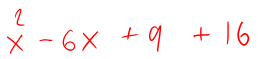 x² - 6x + 9 + 16